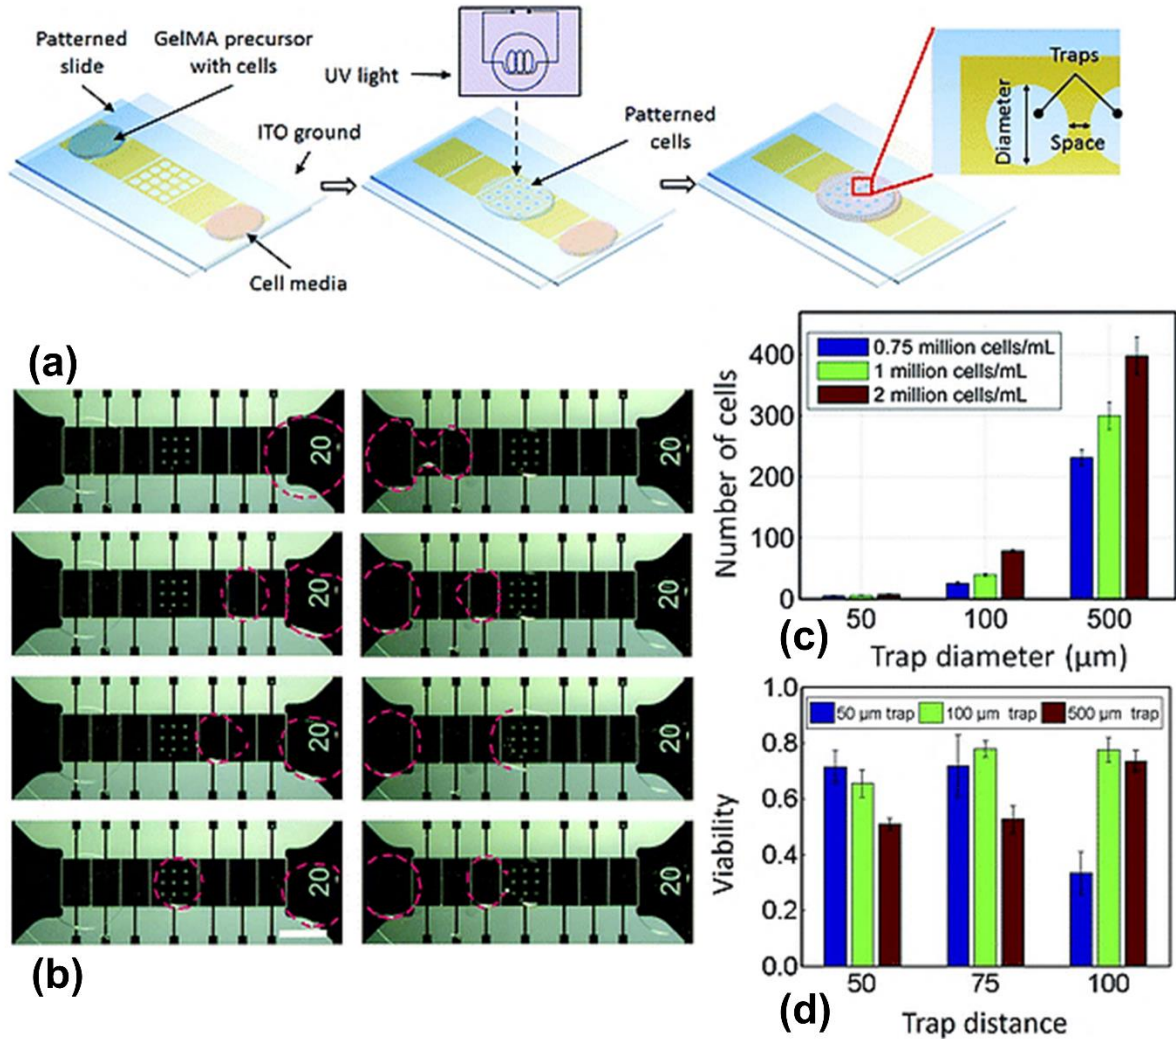 Patterned
slide
GelMA precursor
with cells
UV light
ITO ground
Patterned
cells
Traps
Diameter
Space
Cell media
(a)
20
20
20
20
20
20
20
20
(b)
Number of cells
400
300
200
100
0
0.75 million cells/mL
1 million cells/mL
2 million cells/mL
50
100
500
(c)
Trap diameter (μm)
Viability
1.0
0.8
0.6
0.4
0.2
0.0
50 μm trap
100 μm trap
500 μm trap
50
75
100
(d)
Trap distance